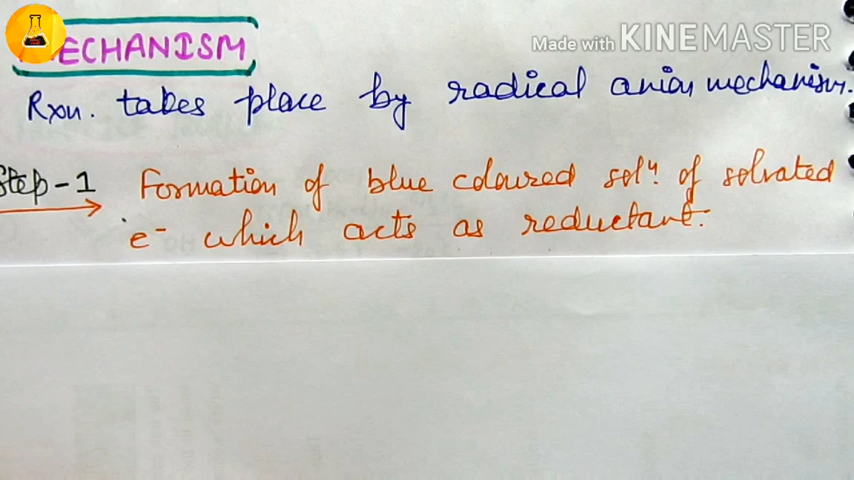 MECHANISM
Made with KINEMASTER
Rxn. takes place by radical anion mechanism.
Step-1 Formation of blue coloured solⁿ. of solvated
e⁻ which acts as reductant.